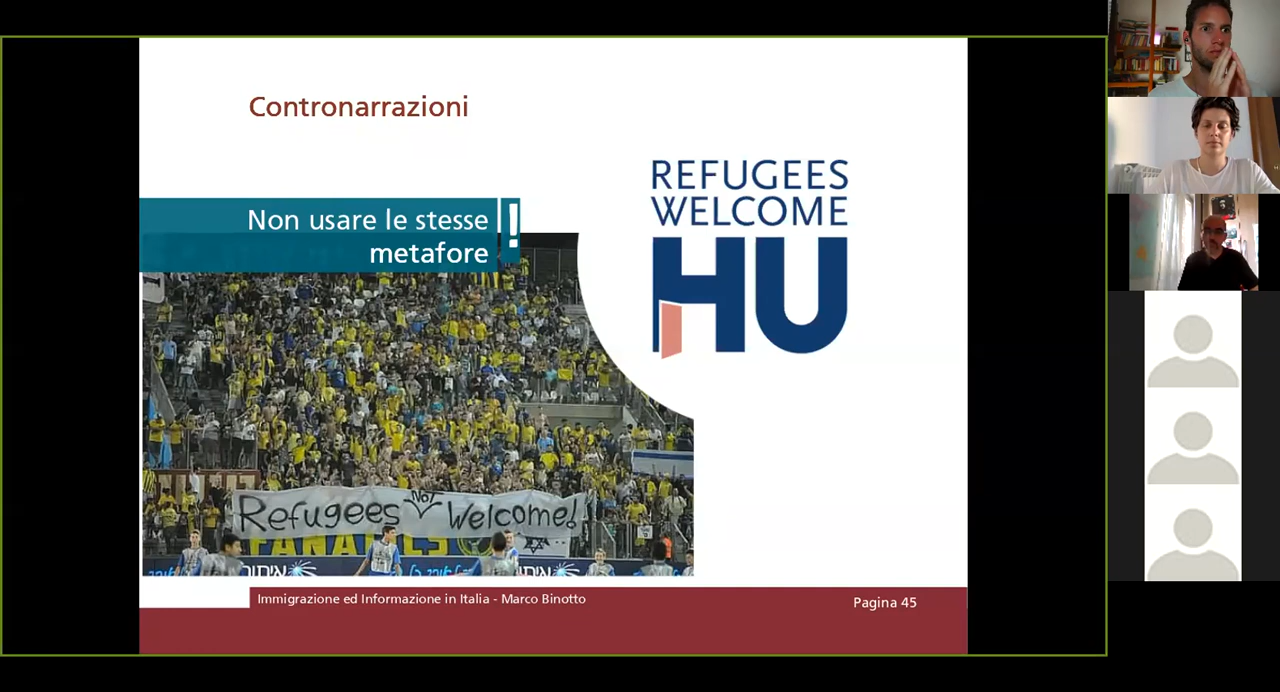 Contronarrazioni
Non usare le stesse
metafore
!
REFUGEES
WELCOME
HU
Refugees NOT Welcome!
FANATICS
Immigrazione ed Informazione in Italia - Marco Binotto
Pagina 45